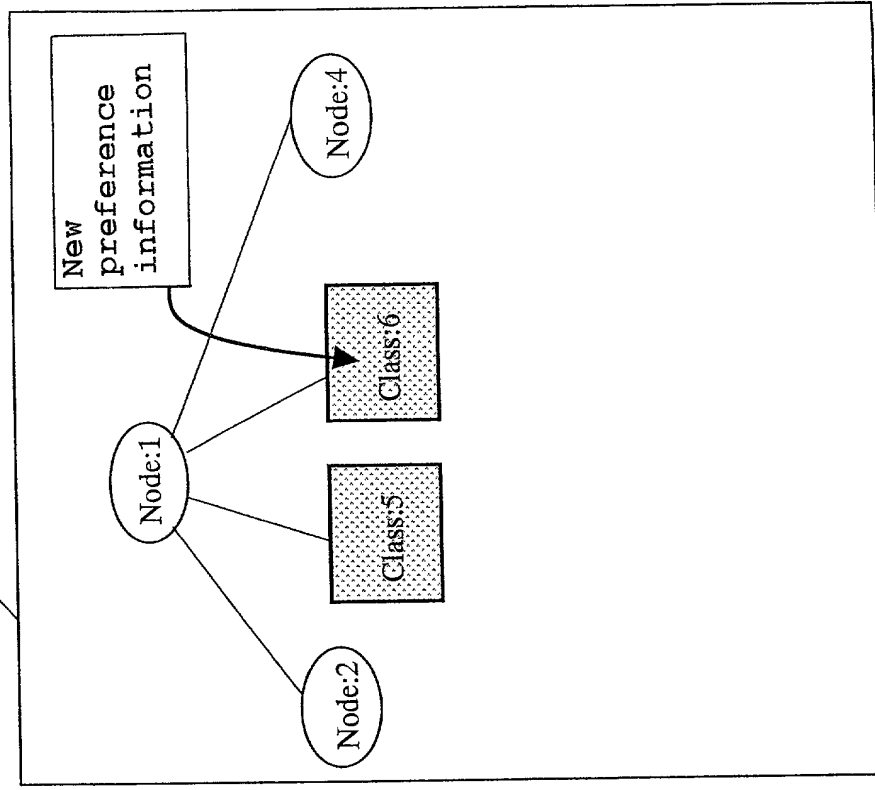 New
preference
information
Node:1
Node:2
Class:5
Class:6
Node:4